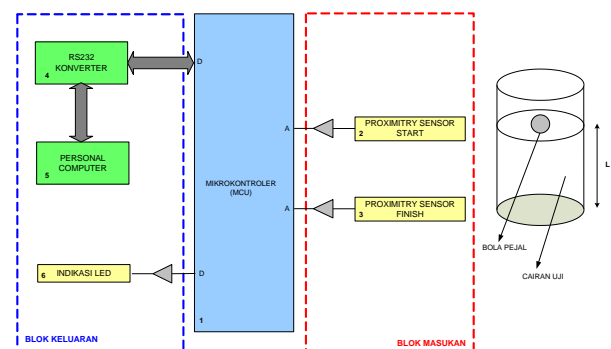 RS232
KONVERTER
4
D
PERSONAL
COMPUTER
5
6
INDIKASI LED
D
BLOK KELUARAN
MIKROKONTROLER
(MCU)
1
A
PROXIMITRY SENSOR
START
2
A
PROXIMITRY SENSOR
FINISH
3
BLOK MASUKAN
L
BOLA PEJAL
CAIRAN UJI